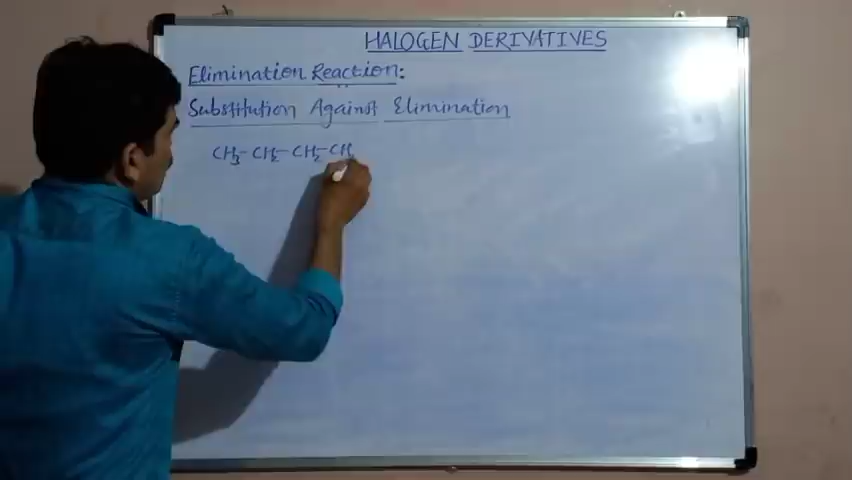 HALOGEN DERIVATIVES
Elimination Reaction:
Substitution Against Elimination
CH₃-CH₂-CH₂-CH₂